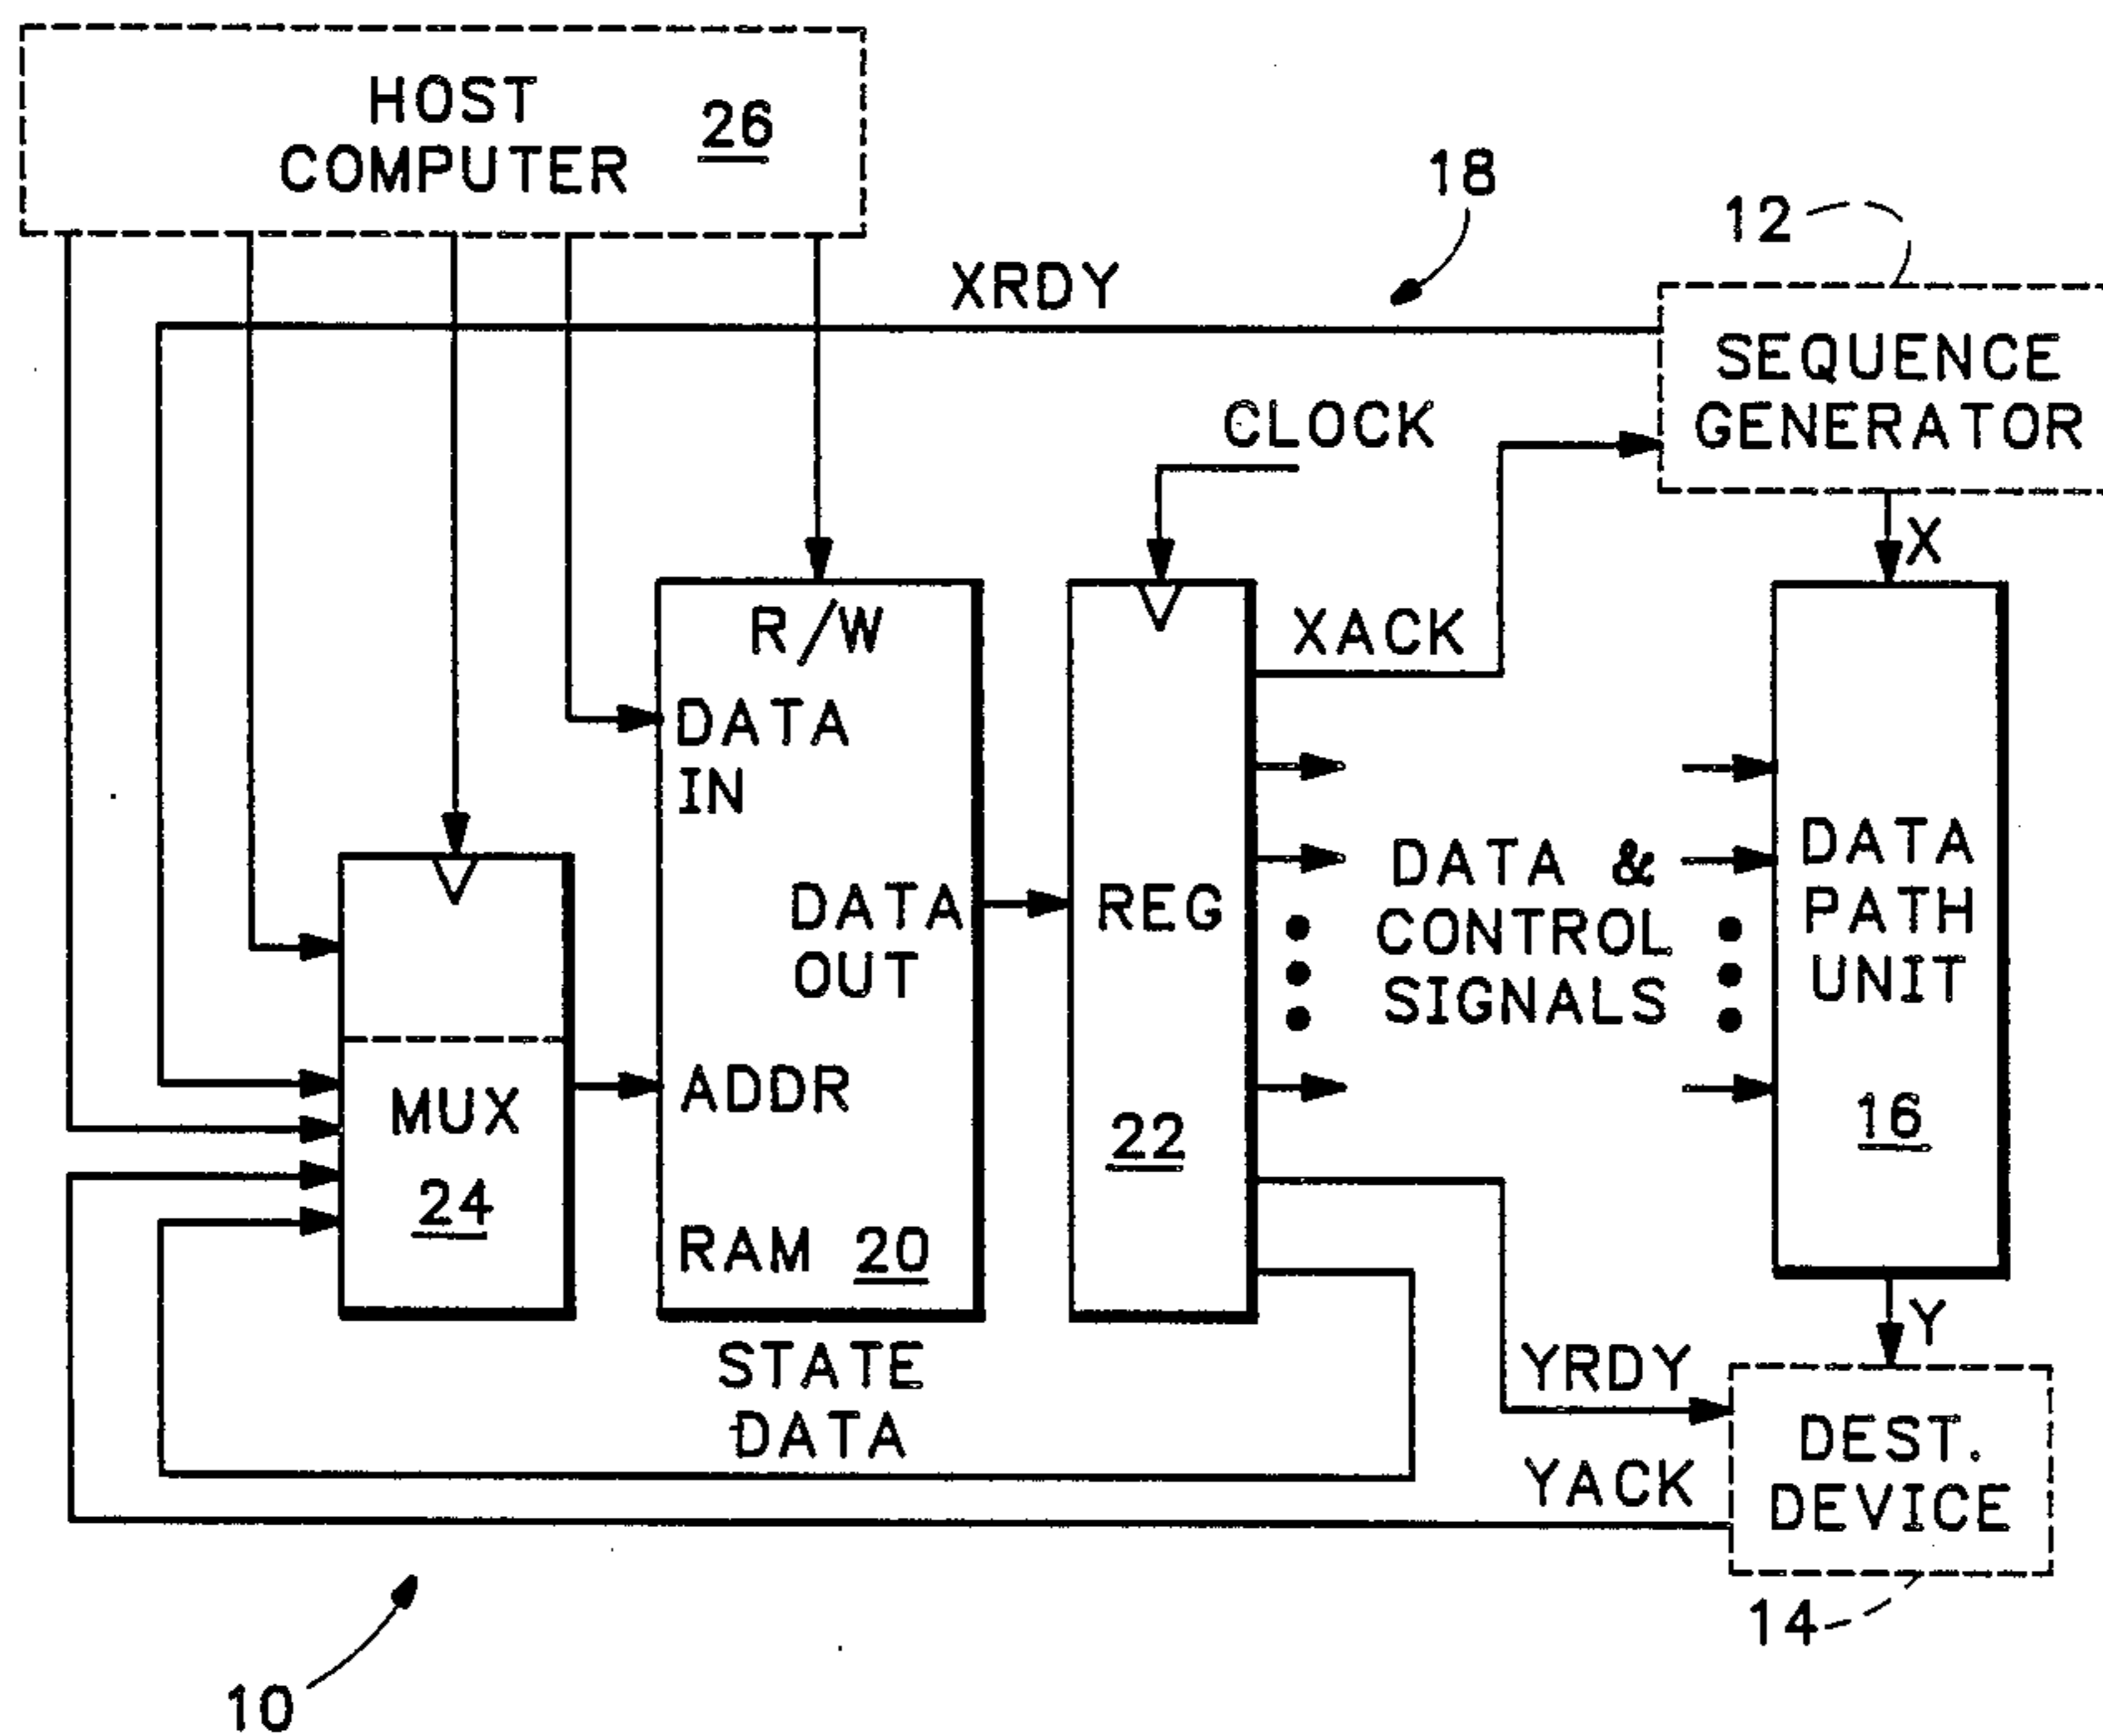 HOST
COMPUTER 26
18
12
XRDY
SEQUENCE
GENERATOR
CLOCK
X
R/W
XACK
DATA
IN
DATA
OUT
REG
DATA &
CONTROL
SIGNALS
DATA
PATH
UNIT
16
MUX
24
ADDR
22
RAM 20
STATE
DATA
Y
YRDY
YACK
DEST.
DEVICE
14
10